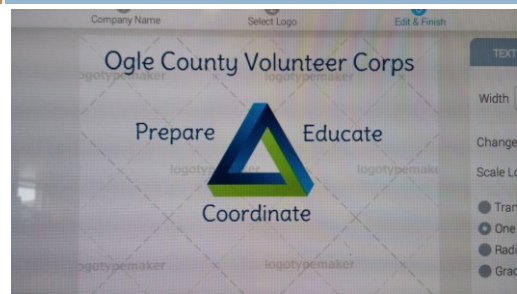 Company Name
Select Logo
Edit & Finish
TEXT
Ogle County Volunteer Corps
logotypemaker
logotypemaker
Width
Prepare
Educate
Change
logotypemaker
logotypemak
Scale Lo
Tran
One
Coordinate
Radi
Grad
logotypemaker
logotypemaker